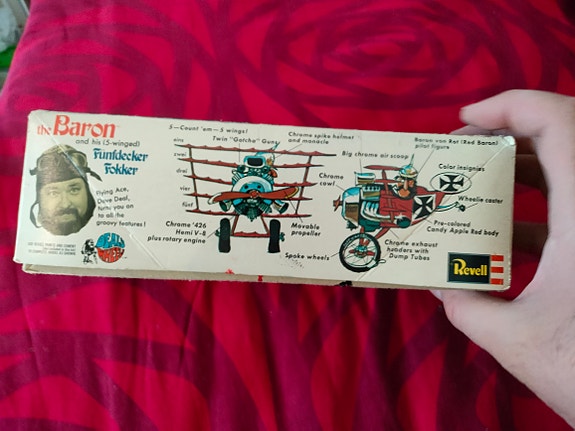 the Baron
and his (5-winged)
Funfdecker
Fokker
Flying Ace,
Dave Deal,
turns you on
to all the
groovy features!
DEAL'S
WHEELS
5—Count 'em—5 wings!
Twin "Gotcha" Guns
Chrome spike helmet
and monacle
eins
zwei
drei
vier
fünf
Chrome '426
Hemi V-8
plus rotary engine
Movable
propeller
Spoke wheels
Big chrome air scoop
Chrome
cowl
Baron von Rot (Red Baron)
pilot figure
Color insignias
Wheelie caster
Pre-colored
Candy Apple Red body
Chrome exhaust
headers with
Dump Tubes
Revell